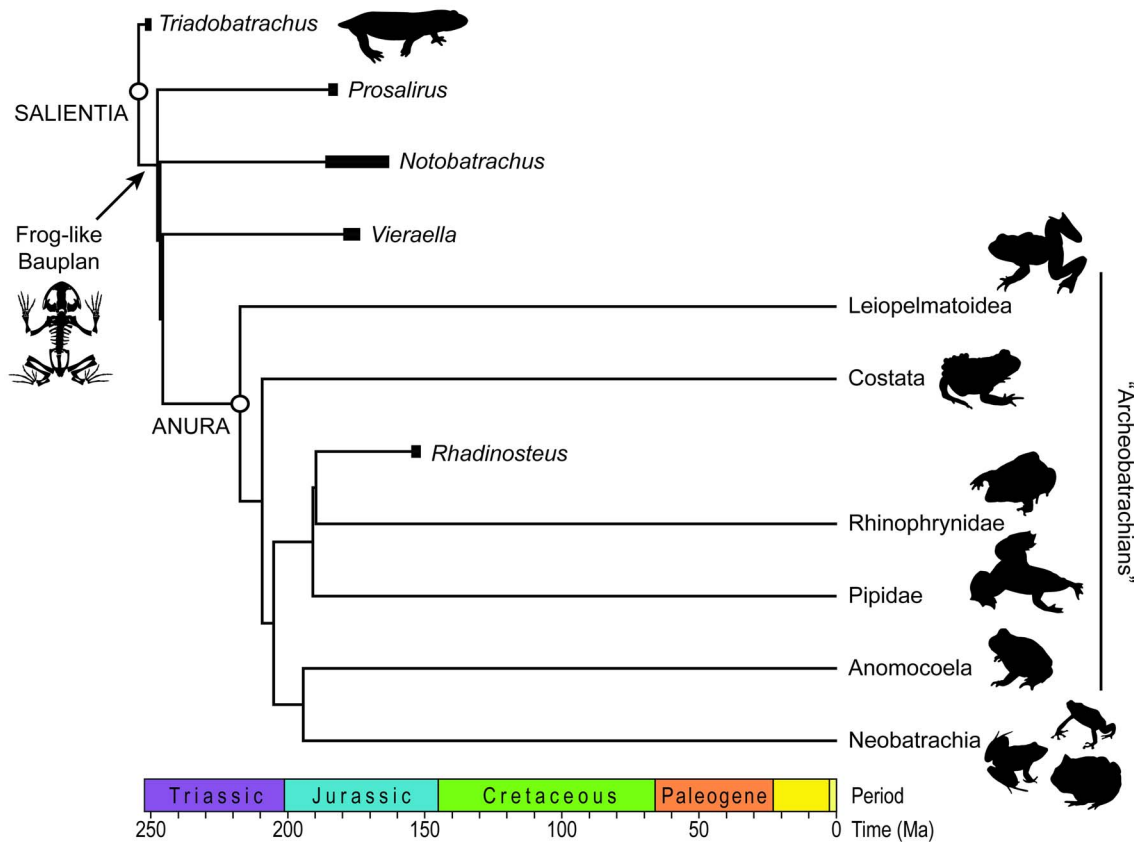 Triadobatrachus
Prosalirus
SALIENTIA
Notobatrachus
Frog-like
Bauplan
Vieraella
Leiopelmatoidea
Costata
ANURA
Rhadinosteus
Rhinophrynidae
Pipidae
Anomocoela
Neobatrachia
"Archeobatrachians"
Triassic Jurassic Cretaceous Paleogene Period
250 200 150 100 50 0 Time (Ma)